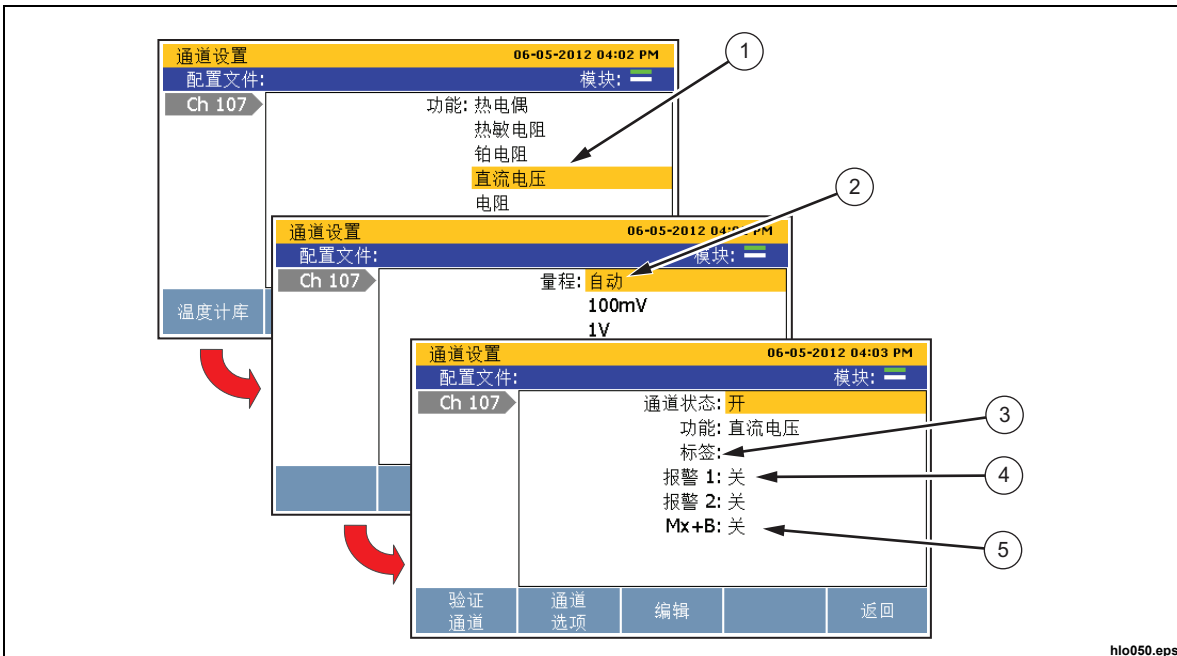 通道设置 06-05-2012 04:02 PM
配置文件: 模块:
Ch 107
功能: 热电偶
热敏电阻
铂电阻
直流电压
电阻
温度计库
1
通道设置 06-05-2012 PM
配置文件: 模块:
Ch 107
量程: 自动
100mV
1V
2
通道设置 06-05-2012 04:03 PM
配置文件: 模块:
Ch 107
通道状态: 开
功能: 直流电压
标签:
报警 1: 关
报警 2: 关
Mx+B: 关
3
4
5
验证通道 通道选项 编辑 返回
hlo050.eps